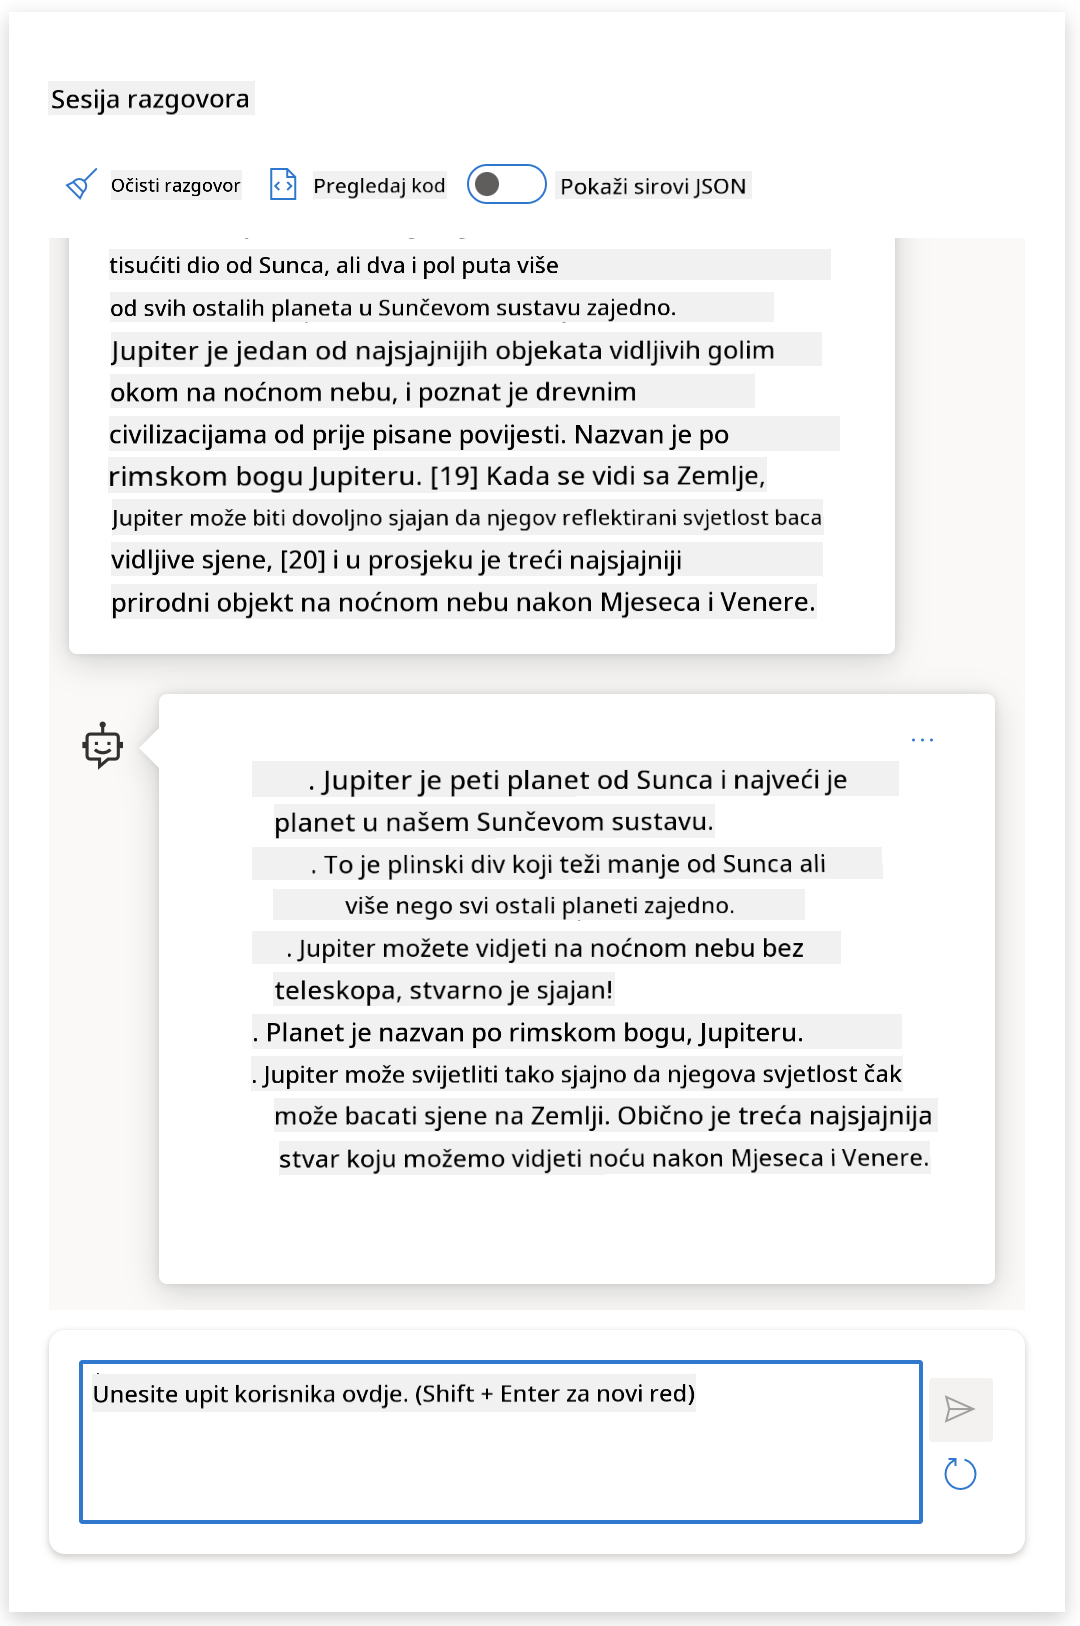 Sesija razgovora
Očisti razgovor Pregledaj kod Pokaži sirovi JSON
tisućiti dio od Sunca, ali dva i pol puta više
od svih ostalih planeta u Sunčevom sustavu zajedno.
Jupiter je jedan od najsjajnijih objekata vidljivih golim
okom na noćnom nebu, i poznat je drevnim
civilizacijama od prije pisane povijesti. Nazvan je po
rimskom bogu Jupiteru. [19] Kada se vidi sa Zemlje,
Jupiter može biti dovoljno sjajan da njegov reflektirani svjetlost baca
vidljive sjene, [20] i u prosjeku je treći najsjajniji
prirodni objekt na noćnom nebu nakon Mjeseca i Venere.
. Jupiter je peti planet od Sunca i najveći je
planet u našem Sunčevom sustavu.
. To je plinski div koji teži manje od Sunca ali
više nego svi ostali planeti zajedno.
. Jupiter možete vidjeti na noćnom nebu bez
teleskopa, stvarno je sjajan!
. Planet je nazvan po rimskom bogu, Jupiteru.
. Jupiter može svijetliti tako sjajno da njegova svjetlost čak
može bacati sjene na Zemlji. Obično je treća najsjajnija
stvar koju možemo vidjeti noću nakon Mjeseca i Venere.
Unesite upit korisnika ovdje. (Shift + Enter za novi red)